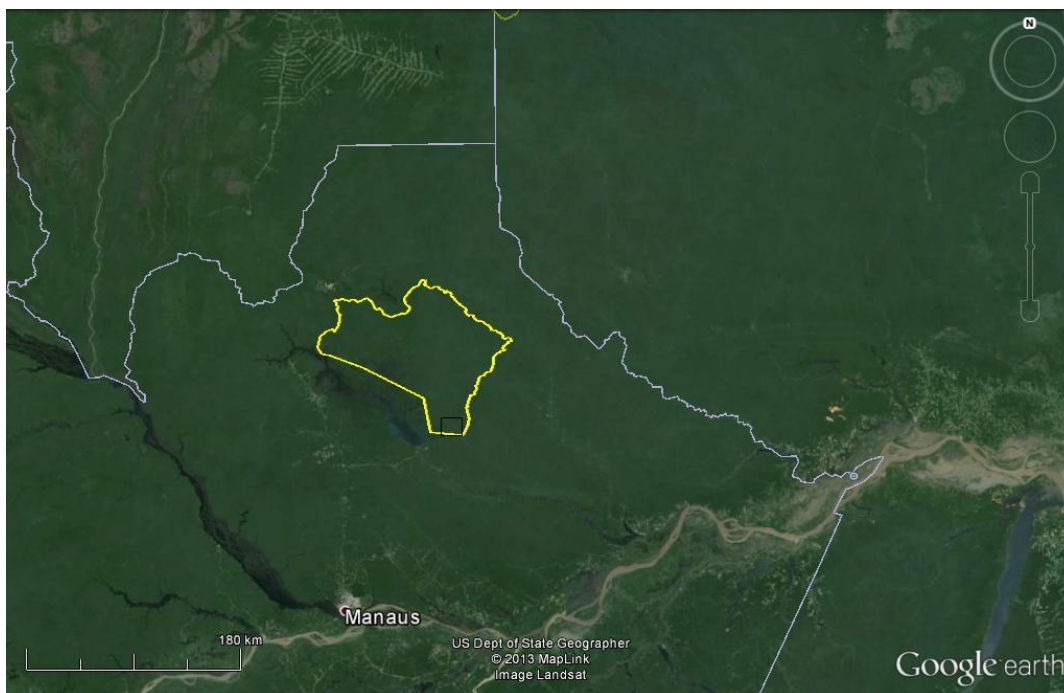 N
Manaus
180 km
US Dept of State Geographer
© 2013 MapLink
Image Landsat
Google earth